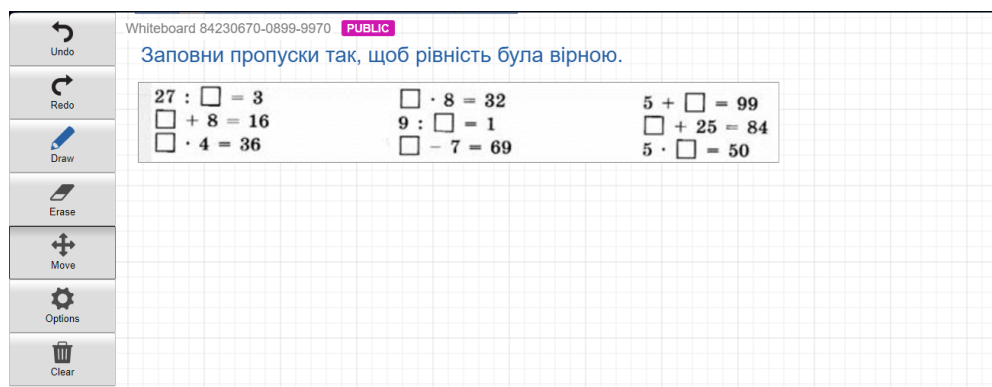 Whiteboard 84230670-0899-9970 PUBLIC
Undo
Redo
Draw
Erase
Move
Options
Clear
Заповни пропуски так, щоб рівність була вірною.
27 : □ = 3
□ + 8 = 16
□ · 4 = 36
□ · 8 = 32
9 : □ = 1
□ − 7 = 69
5 + □ = 99
□ + 25 = 84
5 · □ = 50